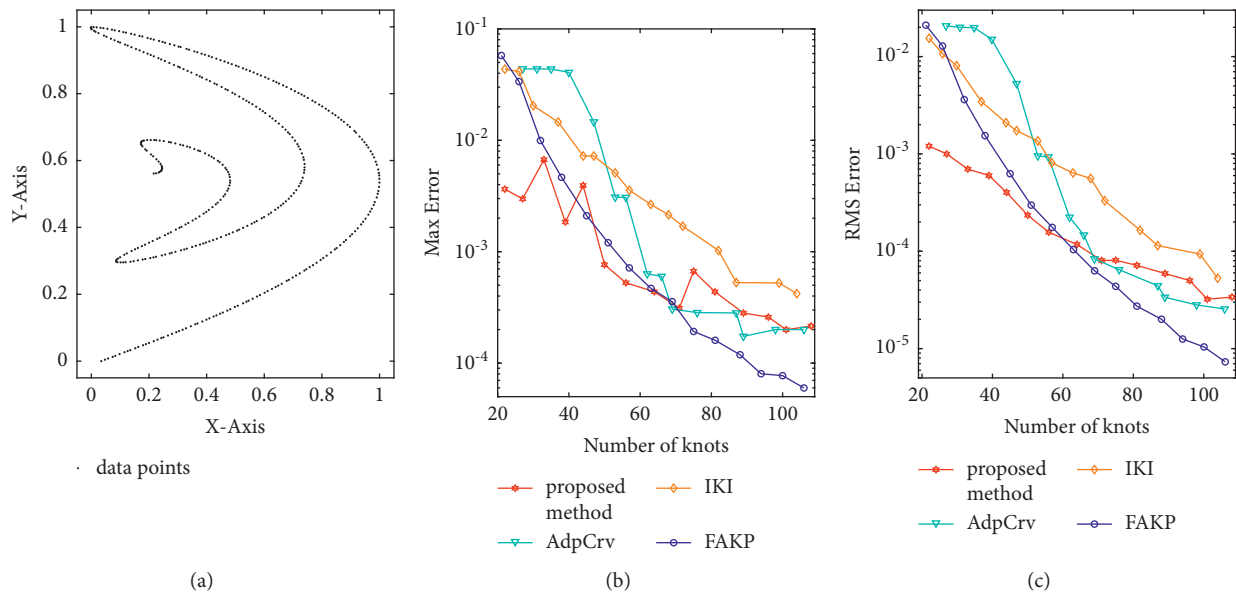 1
0.8
0.6
0.4
0.2
0
Y-Axis
0 0.2 0.4 0.6 0.8 1
X-Axis
data points
(a)
10-1
10-2
10-3
10-4
Max Error
20 40 60 80 100
Number of knots
proposed method
IKI
AdpCrv
FAKP
(b)
10-2
10-3
10-4
10-5
RMS Error
20 40 60 80 100
Number of knots
proposed method
IKI
AdpCrv
FAKP
(c)